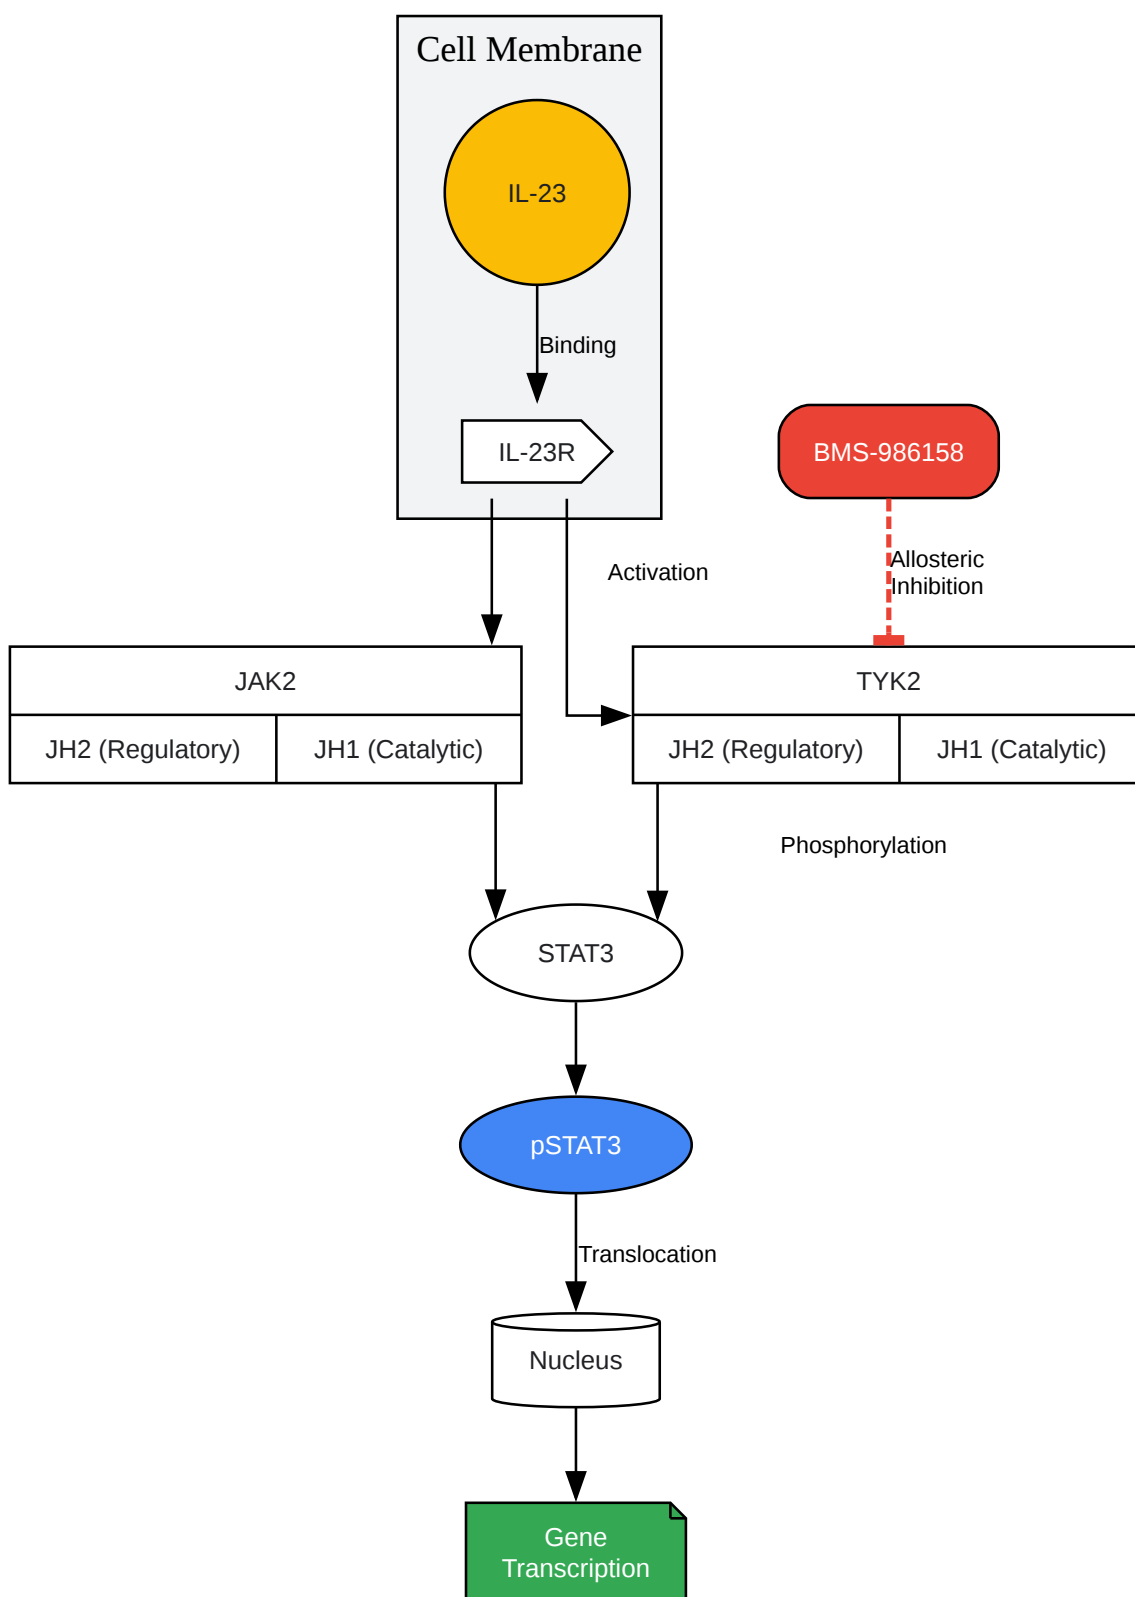 Cell Membrane
IL-23
Binding
IL-23R
BMS-986158
Allosteric
Inhibition
Activation
JAK2
JH2 (Regulatory)
JH1 (Catalytic)
TYK2
JH2 (Regulatory)
JH1 (Catalytic)
Phosphorylation
STAT3
pSTAT3
Translocation
Nucleus
Gene
Transcription